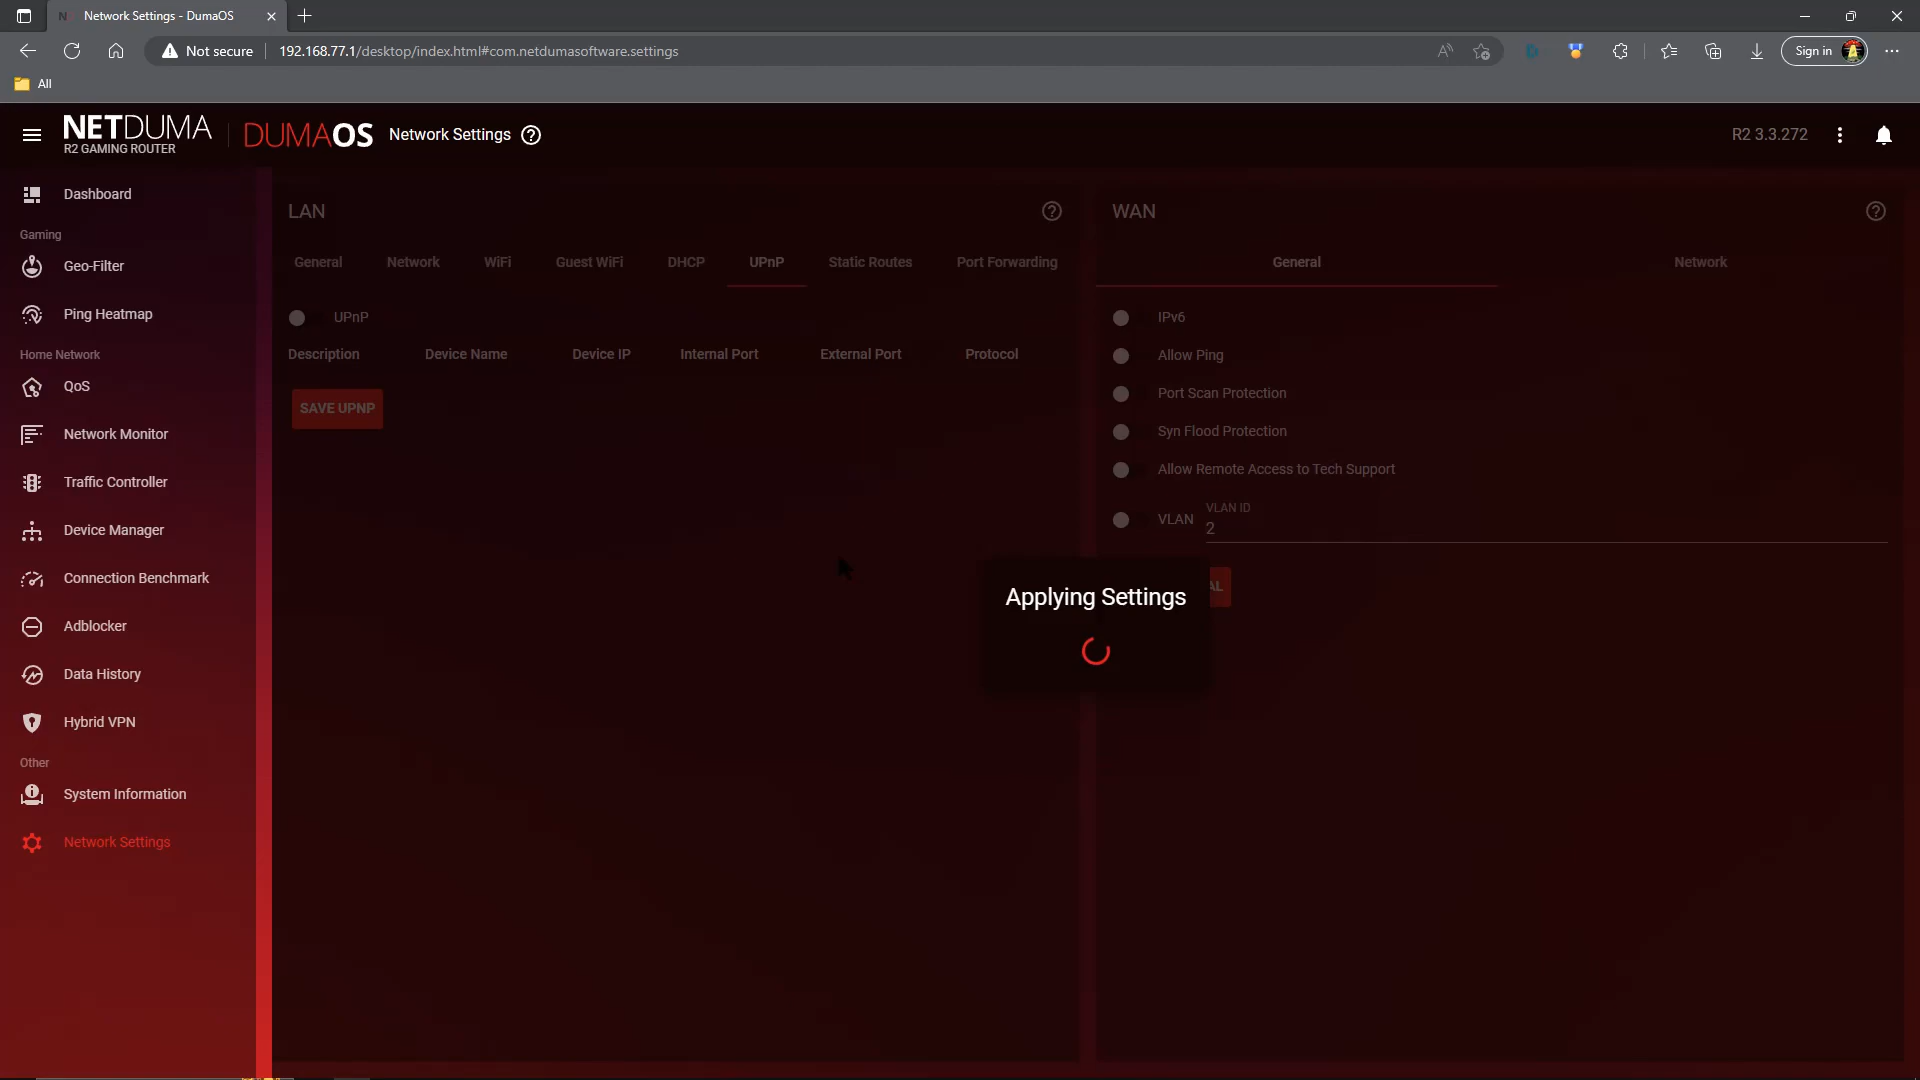 Network Settings - DumaOS
Not secure
192.168.77.1/desktop/index.html#com.netdumasoftware.settings
Sign in
All
NETDUMA
R2 GAMING ROUTER
DUMAOS
Network Settings
R2 3.3.272
Dashboard
Gaming
Geo-Filter
Ping Heatmap
Home Network
QoS
Network Monitor
Traffic Controller
Device Manager
Connection Benchmark
Adblocker
Data History
Hybrid VPN
Other
System Information
Network Settings
LAN
General Network WiFi Guest WiFi DHCP UPnP Static Routes Port Forwarding
UPnP
Description Device Name Device IP Internal Port External Port Protocol
SAVE UPNP
WAN
General Network
IPv6
Allow Ping
Port Scan Protection
Syn Flood Protection
Allow Remote Access to Tech Support
VLAN
VLAN ID
2
AL
Applying Settings